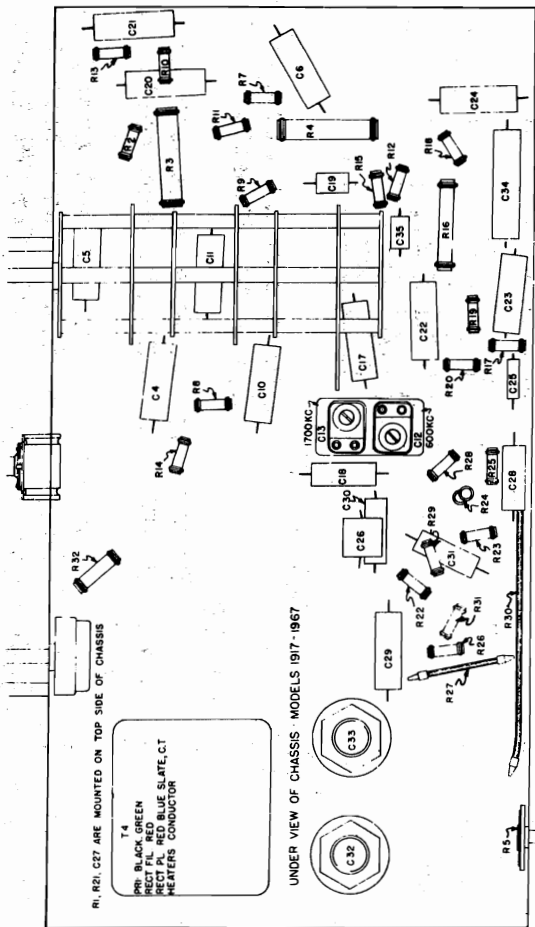 R1, R21, C27 ARE MOUNTED ON TOP SIDE OF CHASSIS
T4
PRI BLACK GREEN
RECT FIL RED
RECT PL RED BLUE SLATE, C.T
HEATERS CONDUCTOR
UNDER VIEW OF CHASSIS - MODELS 1917-1967
C21
R13
R10
C20
R2
R3
R7
C6
R11
R4
R9
C19
R15
R12
C24
R18
C34
R16
C35
C5
C11
C4
R8
C10
C17
R14
C22
R19
C23
R17
R20
C25
1700KC
C13
C12
600KC
C18
C30
C26
R28
R25
C28
R24
R29
C31
R23
R22
R31
R26
R30
R27
C29
R32
C33
C32
R5